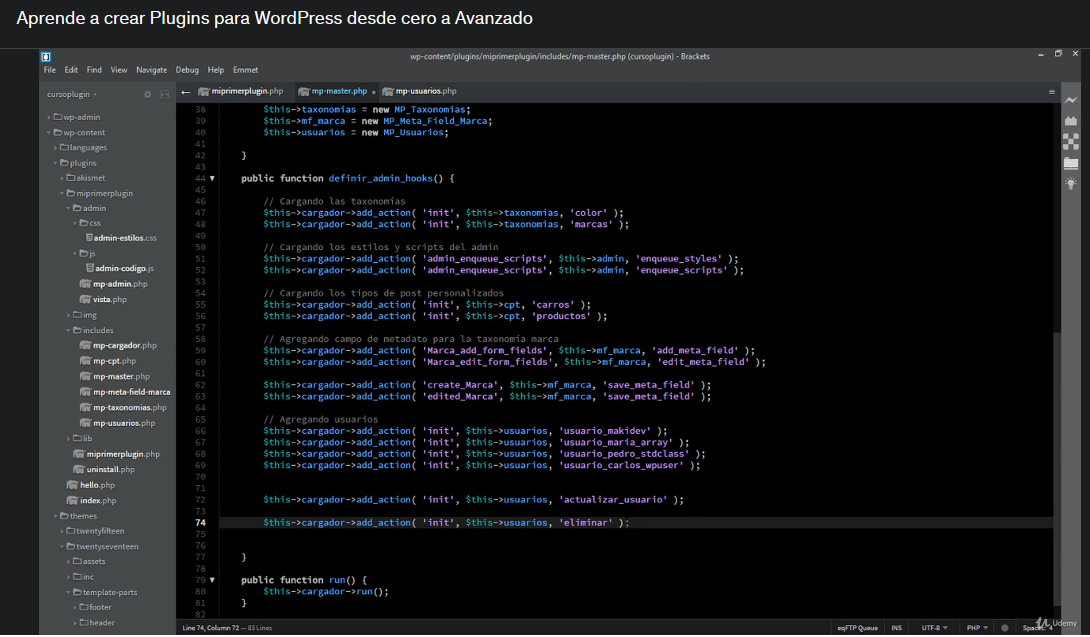 Aprende a crear Plugins para WordPress desde cero a Avanzado
wp-content/plugins/miprimerplugin/includes/mp-master.php (cursoplugin) - Brackets
File Edit Find View Navigate Debug Help Emmet
cursoplugin
miprimerplugin.php
mp-master.php
mp-usuarios.php
wp-admin
wp-content
languages
plugins
akismet
miprimerplugin
admin
css
admin-estilos.css
js
admin-codigo.js
mp-admin.php
vista.php
img
includes
mp-cargador.php
mp-cpt.php
mp-master.php
mp-meta-field-marca
mp-taxonomias.php
mp-usuarios.php
lib
miprimerplugin.php
uninstall.php
hello.php
index.php
themes
twentyfifteen
twentyseventeen
assets
inc
template-parts
footer
header
38 $this->taxonomias = new MP_Taxonomias;
39 $this->mf_marca = new MP_Meta_Field_Marca;
40 $this->usuarios = new MP_Usuarios;
41
42 }
43
44 public function definir_admin_hooks() {
45
46 // Cargando las taxonomías
47 $this->cargador->add_action( 'init', $this->taxonomias, 'color' );
48 $this->cargador->add_action( 'init', $this->taxonomias, 'marcas' );
49
50 // Cargando los estilos y scripts del admin
51 $this->cargador->add_action( 'admin_enqueue_scripts', $this->admin, 'enqueue_styles' );
52 $this->cargador->add_action( 'admin_enqueue_scripts', $this->admin, 'enqueue_scripts' );
53
54 // Cargando los tipos de post personalizados
55 $this->cargador->add_action( 'init', $this->cpt, 'carros' );
56 $this->cargador->add_action( 'init', $this->cpt, 'productos' );
57
58 // Agregando campo de metadato para la taxonomía marca
59 $this->cargador->add_action( 'Marca_add_form_fields', $this->mf_marca, 'add_meta_field' );
60 $this->cargador->add_action( 'Marca_edit_form_fields', $this->mf_marca, 'edit_meta_field' );
61
62 $this->cargador->add_action( 'create_Marca', $this->mf_marca, 'save_meta_field' );
63 $this->cargador->add_action( 'edited_Marca', $this->mf_marca, 'save_meta_field' );
64
65 // Agregando usuarios
66 $this->cargador->add_action( 'init', $this->usuarios, 'usuario_makidev' );
67 $this->cargador->add_action( 'init', $this->usuarios, 'usuario_maria_array' );
68 $this->cargador->add_action( 'init', $this->usuarios, 'usuario_pedro_stdclass' );
69 $this->cargador->add_action( 'init', $this->usuarios, 'usuario_carlos_wpuser' );
70
71
72 $this->cargador->add_action( 'init', $this->usuarios, 'actualizar_usuario' );
73
74 $this->cargador->add_action( 'init', $this->usuarios, 'eliminar' );
75
76
77 }
78
79 public function run() {
80 $this->cargador->run();
81 }
82
Line 74, Column 72 — 83 Lines
eqFTP Queue INS UTF-8 PHP Spaces: 4
Udemy